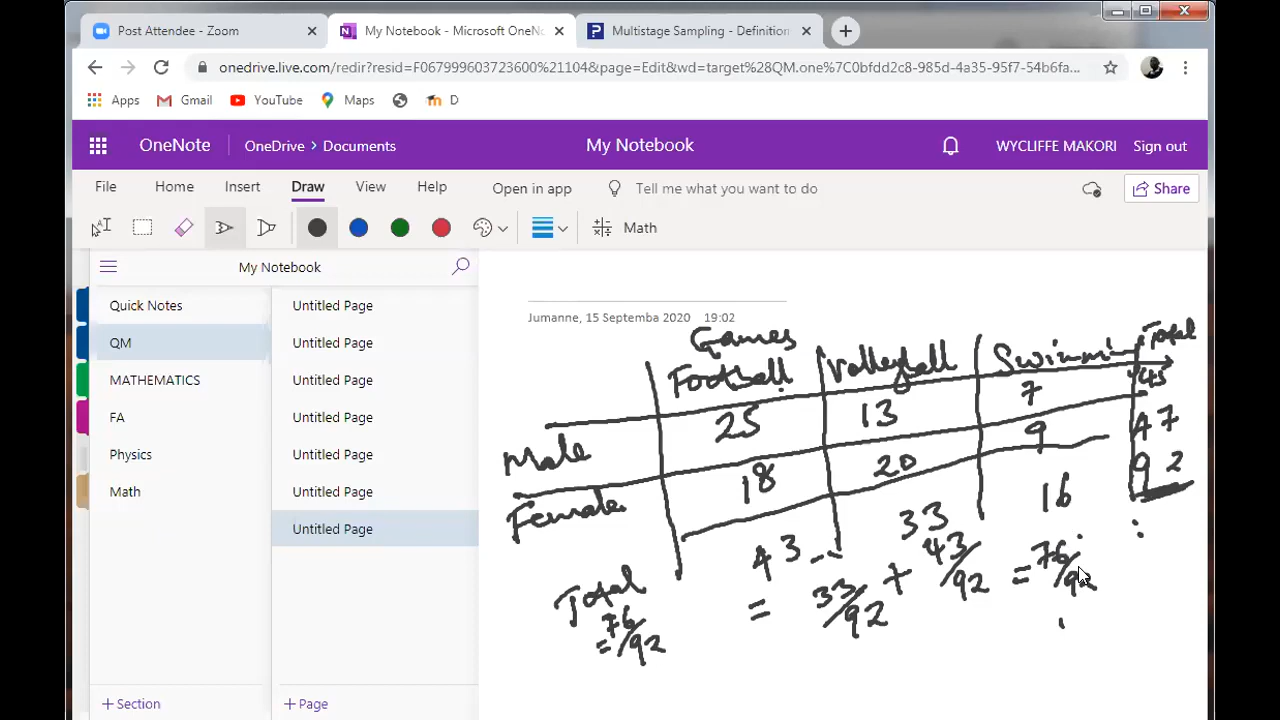 Post Attendee - Zoom
My Notebook - Microsoft OneNo
Multistage Sampling - Definition
onedrive.live.com/redir?resid=F067999603723600%21104&page=Edit&wd=target%28QM.one%7C0bfdd2c8-985d-4a35-95f7-54b6fa...
Apps Gmail YouTube Maps D
OneNote OneDrive > Documents My Notebook WYCLIFFE MAKORI Sign out
File Home Insert Draw View Help Open in app Tell me what you want to do Share
Math
My Notebook
Quick Notes
QM
MATHEMATICS
FA
Physics
Math
+ Section
Untitled Page
Untitled Page
Untitled Page
Untitled Page
Untitled Page
Untitled Page
Untitled Page
+ Page
Jumanne, 15 Septemba 2020 19:02
Games
Football Volleyball Swimmi Total
Male 25 13 7 45
Female 18 20 9 47
Total 43 33 16 92
= 33/92 + 43/92 = 76/92
= 76/92